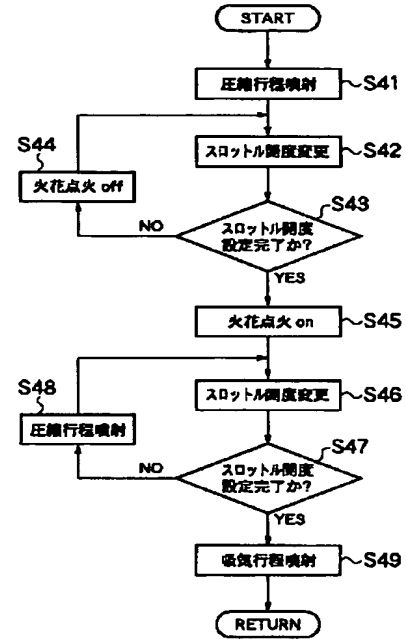 START
圧縮行程噴射 S41
S44
スロットル開度変更 S42
火花点火 off
S43
NO
スロットル開度
設定完了か?
YES
火花点火 on S45
S48
スロットル開度変更 S46
圧縮行程噴射
S47
NO
スロットル開度
設定完了か?
YES
吸気行程噴射 S49
RETURN